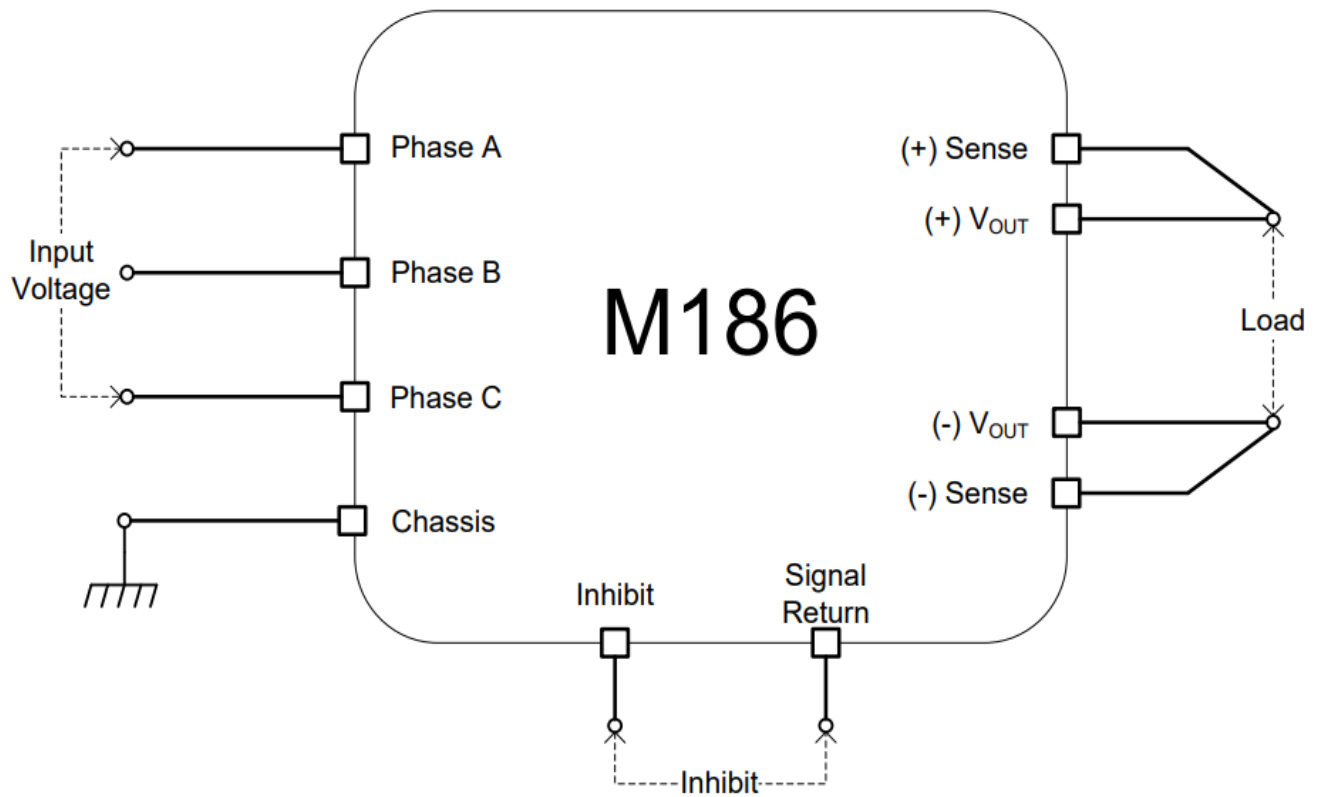 Phase A
(+) Sense
(+) VOUT
Input
Voltage
Phase B
M186
Load
Phase C
(-) VOUT
(-) Sense
Chassis
Inhibit
Signal
Return
Inhibit